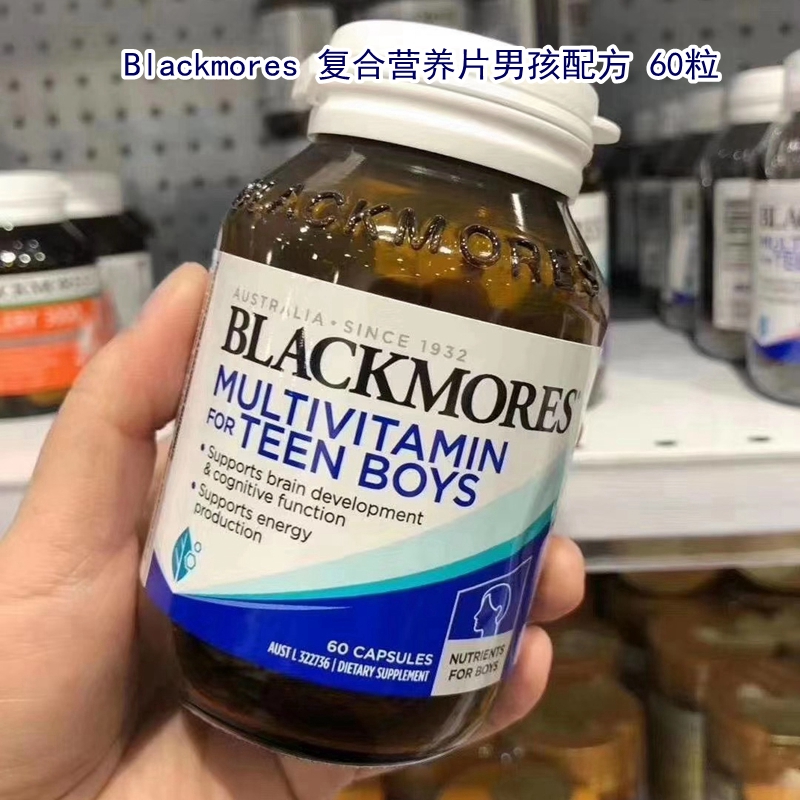 Blackmores 复合营养片男孩配方 60粒
BLACKMORES
AUSTRALIA • SINCE 1932
BLACKMORES
MULTIVITAMIN
FOR TEEN BOYS
• Supports brain development
& cognitive function
• Supports energy
production
60 CAPSULES
AUST L 322736 | DIETARY SUPPLEMENT
NUTRIENTS
FOR BOYS